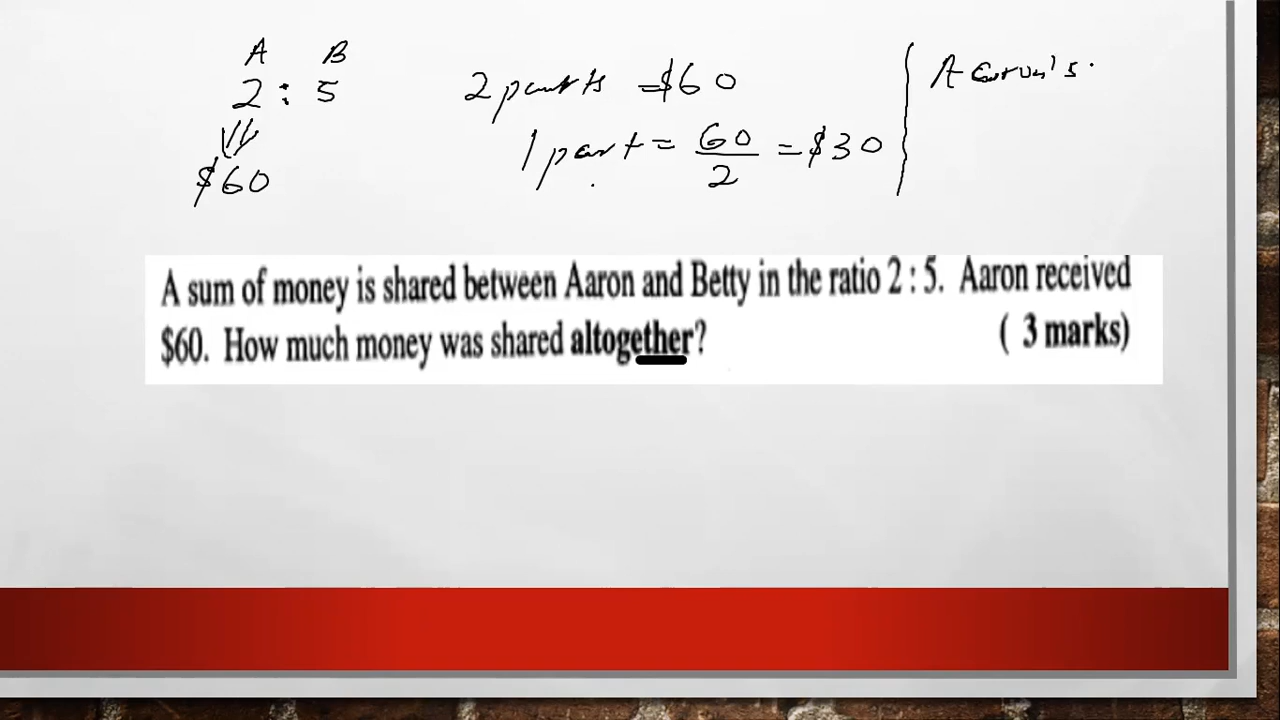 A B
2 : 5
$60
2 parts = $60
1 part = 60/2 = $30
Aaron's
A sum of money is shared between Aaron and Betty in the ratio 2 : 5. Aaron received
$60. How much money was shared altogether? ( 3 marks)